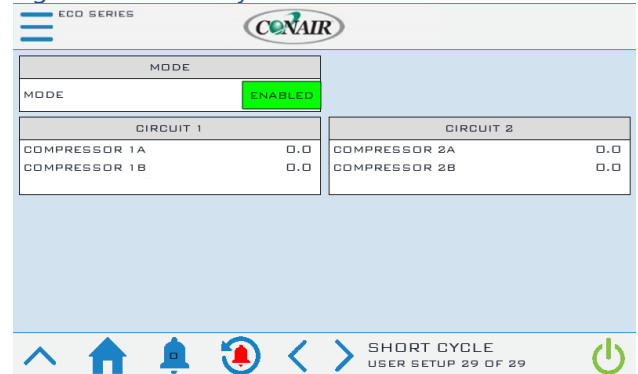 ECO SERIES
CONAIR
MODE
MODE ENABLED
CIRCUIT 1
COMPRESSOR 1A 0.0
COMPRESSOR 1B 0.0
CIRCUIT 2
COMPRESSOR 2A 0.0
COMPRESSOR 2B 0.0
0
SHORT CYCLE
USER SETUP 29 OF 29